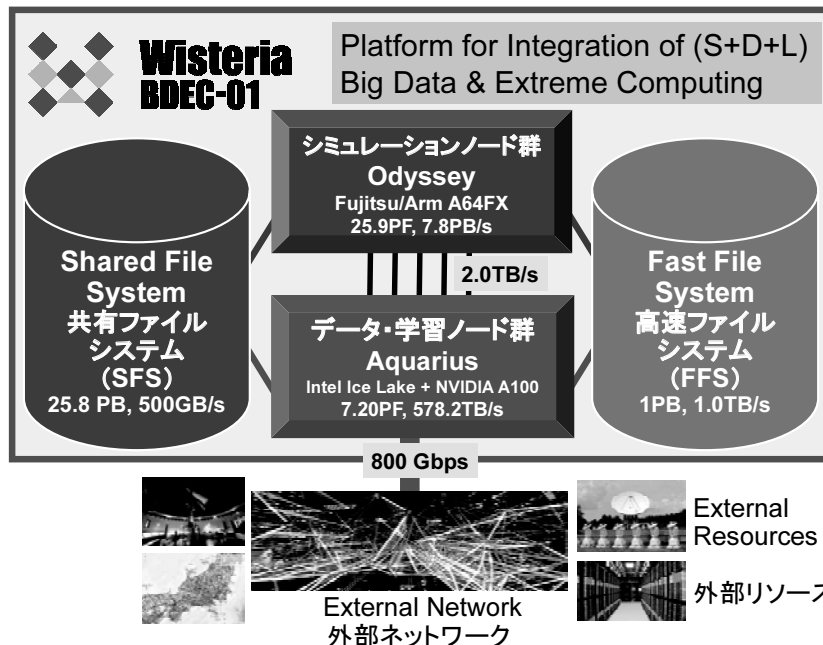 Wisteria
BDEC-01
Platform for Integration of (S+D+L)
Big Data & Extreme Computing
シミュレーションノード群
Odyssey
Fujitsu/Arm A64FX
25.9PF, 7.8PB/s
2.0TB/s
Shared File
System
共有ファイル
システム
（SFS）
25.8 PB, 500GB/s
データ・学習ノード群
Aquarius
Intel Ice Lake + NVIDIA A100
7.20PF, 578.2TB/s
Fast File
System
高速ファイル
システム
（FFS）
1PB, 1.0TB/s
800 Gbps
External Network
外部ネットワーク
External
Resources
外部リソース